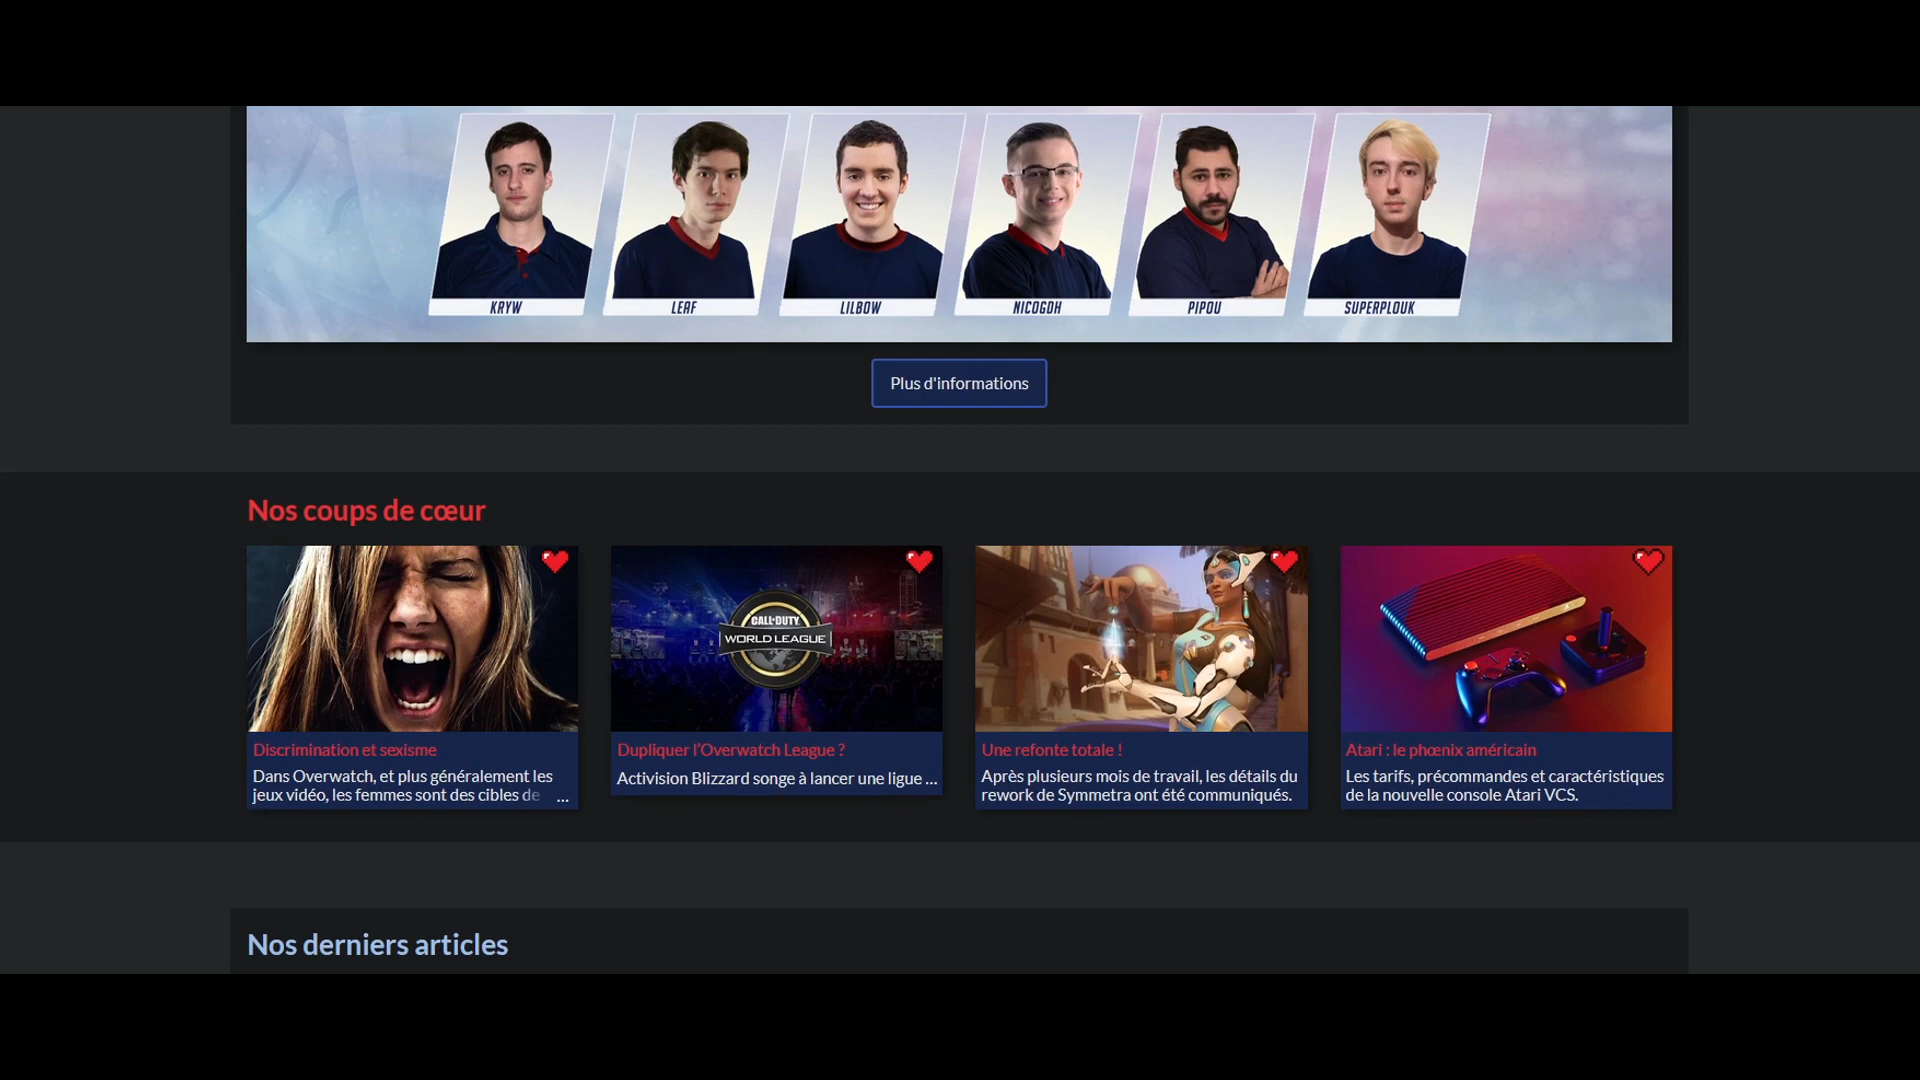 KRYW
LEAF
LILBOW
NICOGDH
PIPOU
SUPERPLOUK
Plus d'informations
Nos coups de cœur
CALL OF DUTY
WORLD LEAGUE
Discrimination et sexisme
Dans Overwatch, et plus généralement les
jeux vidéo, les femmes sont des cibles de ...
Dupliquer l'Overwatch League ?
Activision Blizzard songe à lancer une ligue ...
Une refonte totale !
Après plusieurs mois de travail, les détails du
rework de Symmetra ont été communiqués.
Atari : le phœnix américain
Les tarifs, précommandes et caractéristiques
de la nouvelle console Atari VCS.
Nos derniers articles